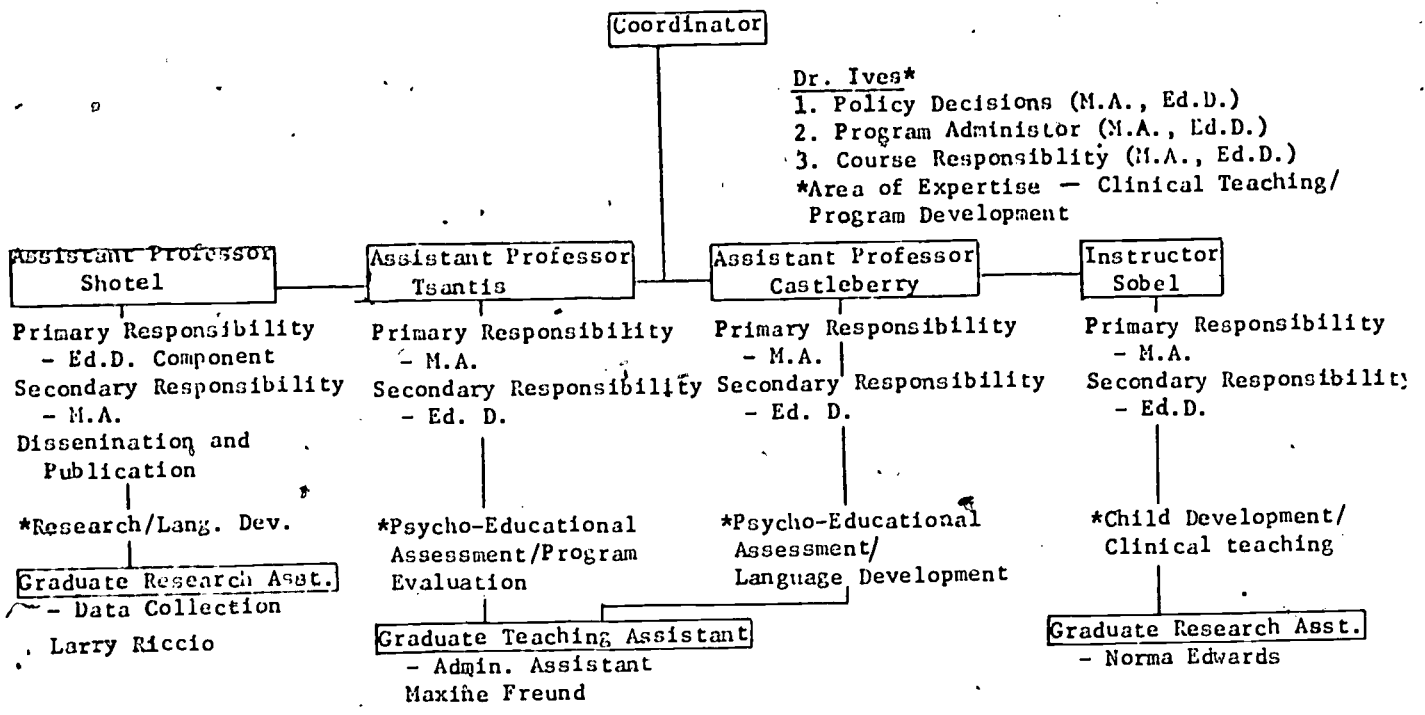 Coordinator
Dr. Ives*
1. Policy Decisions (M.A., Ed.D.)
2. Program Administor (M.A., Ed.D.)
3. Course Responsiblity (M.A., Ed.D.)
*Area of Expertise — Clinical Teaching/
Program Development
Assistant Professor
Shotel
Primary Responsibility
- Ed.D. Component
Secondary Responsibility
- M.A.
Dissenination and
Publication
*Research/Lang. Dev.
Graduate Research Asst.
- Data Collection
Larry Riccio
Assistant Professor
Tsantis
Primary Responsibility
- M.A.
Secondary Responsibility
- Ed. D.
*Psycho-Educational
Assessment/Program
Evaluation
Assistant Professor
Castleberry
Primary Responsibility
- M.A.
Secondary Responsibility
- Ed. D.
*Psycho-Educational
Assessment/
Language Development
Graduate Teaching Assistant
- Admin. Assistant
Maxine Freund
Instructor
Sobel
Primary Responsibility
- M.A.
Secondary Responsibility
- Ed.D.
*Child Development/
Clinical teaching
Graduate Research Asst.
- Norma Edwards